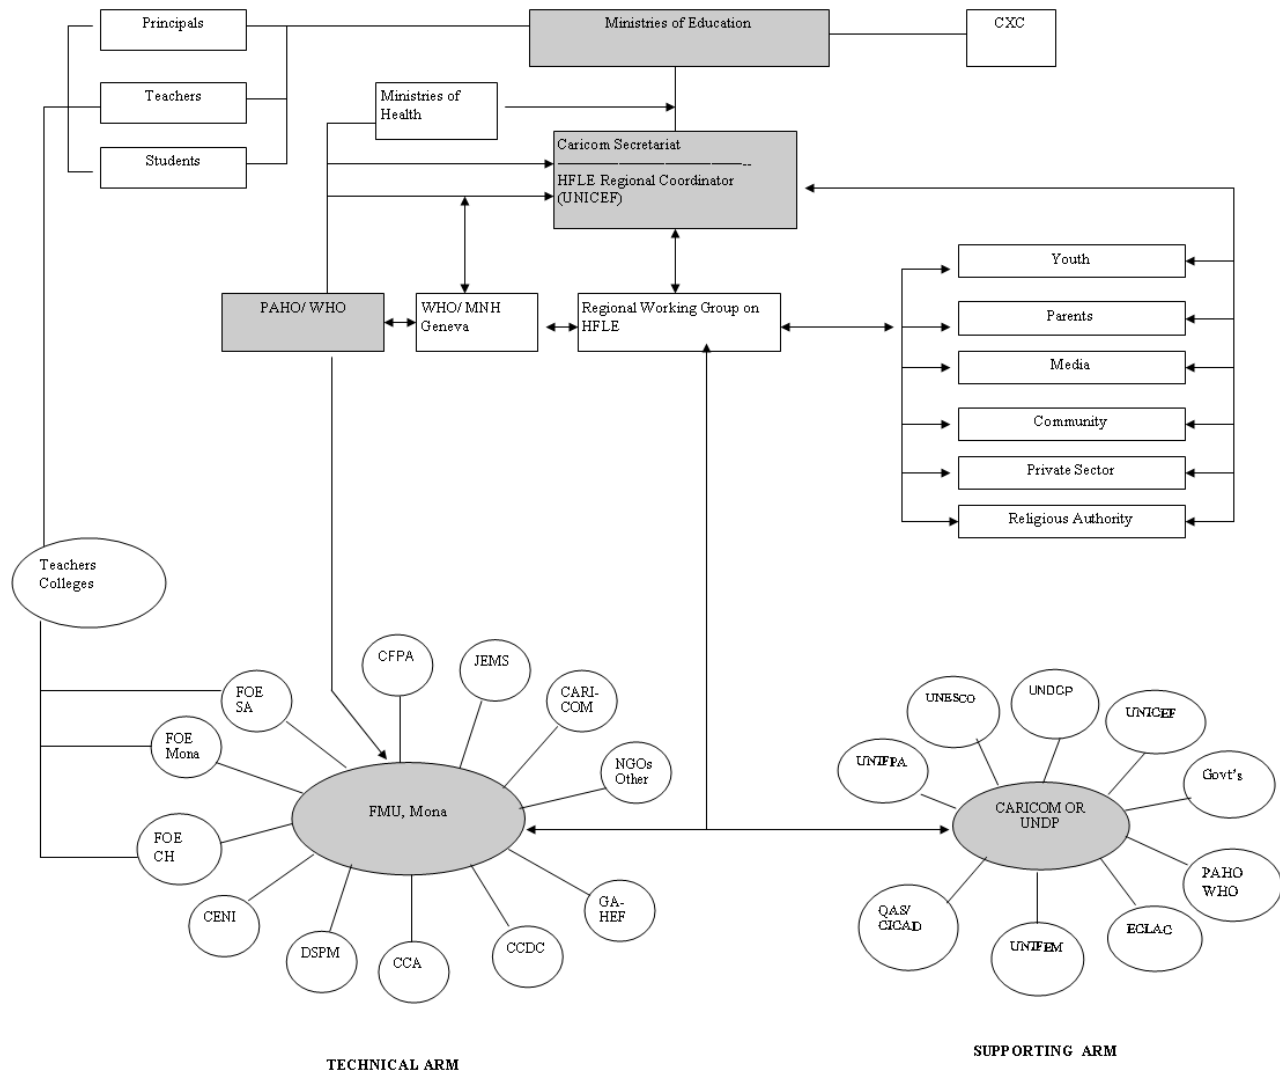 Principals
Ministries of Education
CXC
Teachers
Ministries of
Health
Students
Caricom Secretariat
HFLE Regional Coordinator
(UNICEF)
Youth
PAHO/ WHO
WHO/ MNH
Geneva
Regional Working Group on
HFLE
Parents
Media
Community
Private Sector
Religious Authority
Teachers
Colleges
CFPA
JEMS
FOE
SA
CARI-
COM
FOE
Mona
NGOs
Other
FMU, Mona
FOE
CH
CENI
DSPM
CCA
CCDC
GA-
HEF
UNESCO
UNDCP
UNICEF
UNIFPA
Govt's
CARICOM OR
UNDP
PAHO
WHO
QAS/
CICAD
UNIFEM
ECLAC
TECHNICAL ARM
SUPPORTING ARM